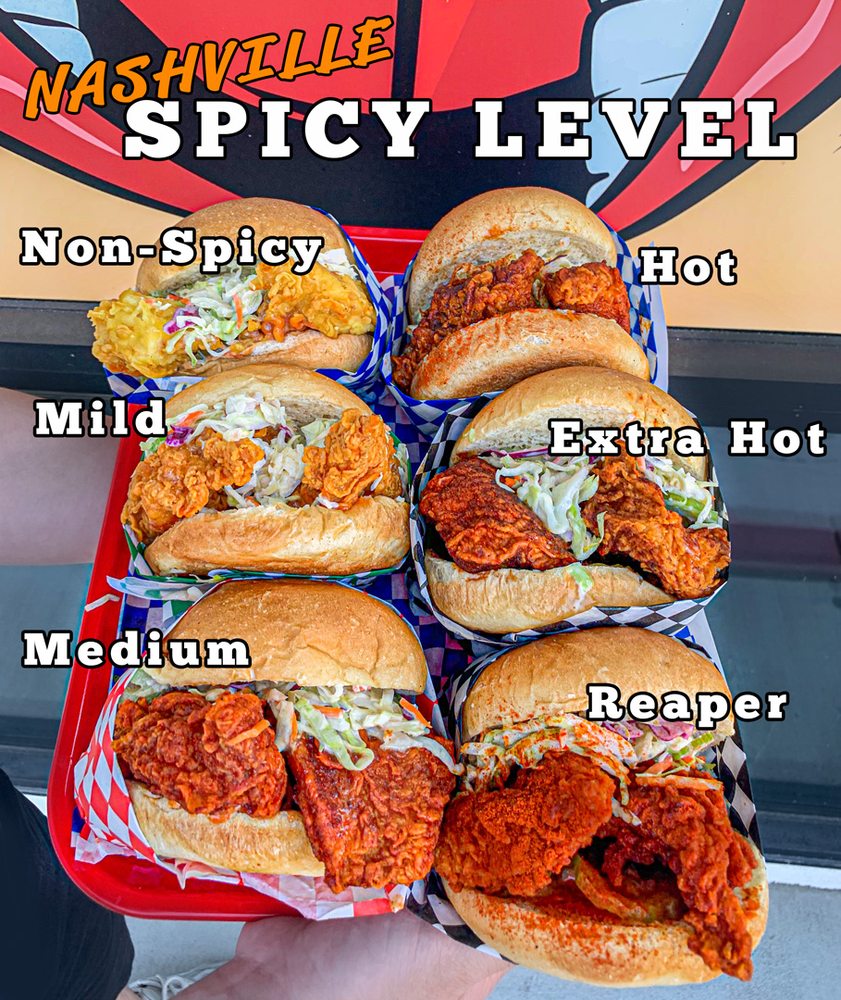 NASHVILLE
SPICY LEVEL
Non-Spicy
Hot
Mild
Extra Hot
Medium
Reaper